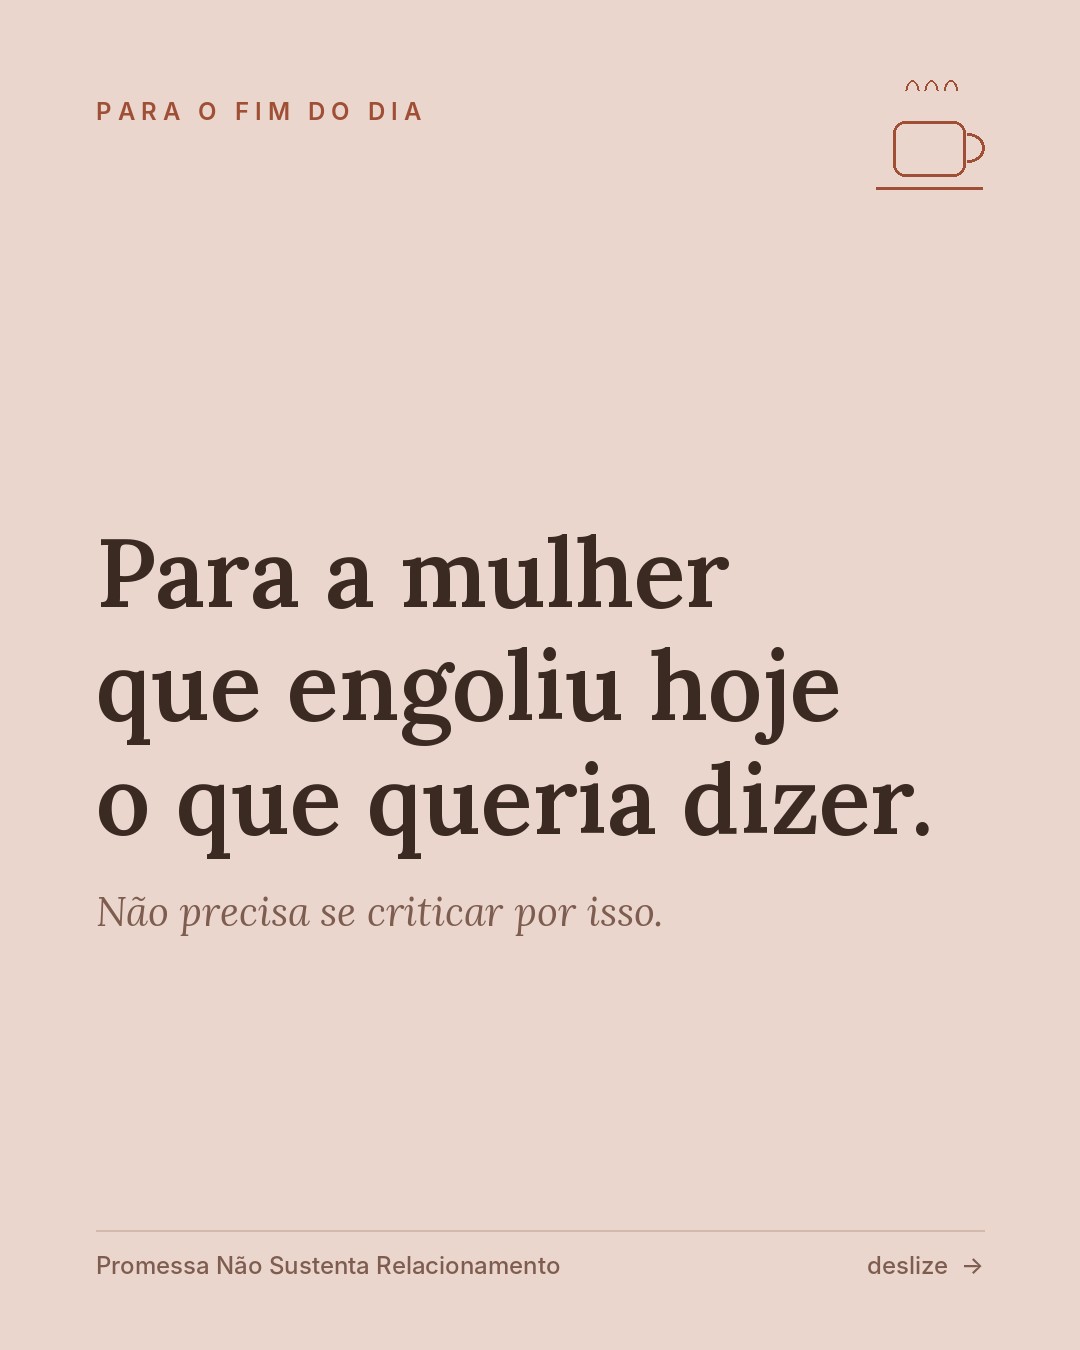 PARA O FIM DO DIA
Para a mulher
que engoliu hoje
o que queria dizer.
Não precisa se criticar por isso.
Promessa Não Sustenta Relacionamento
deslize →